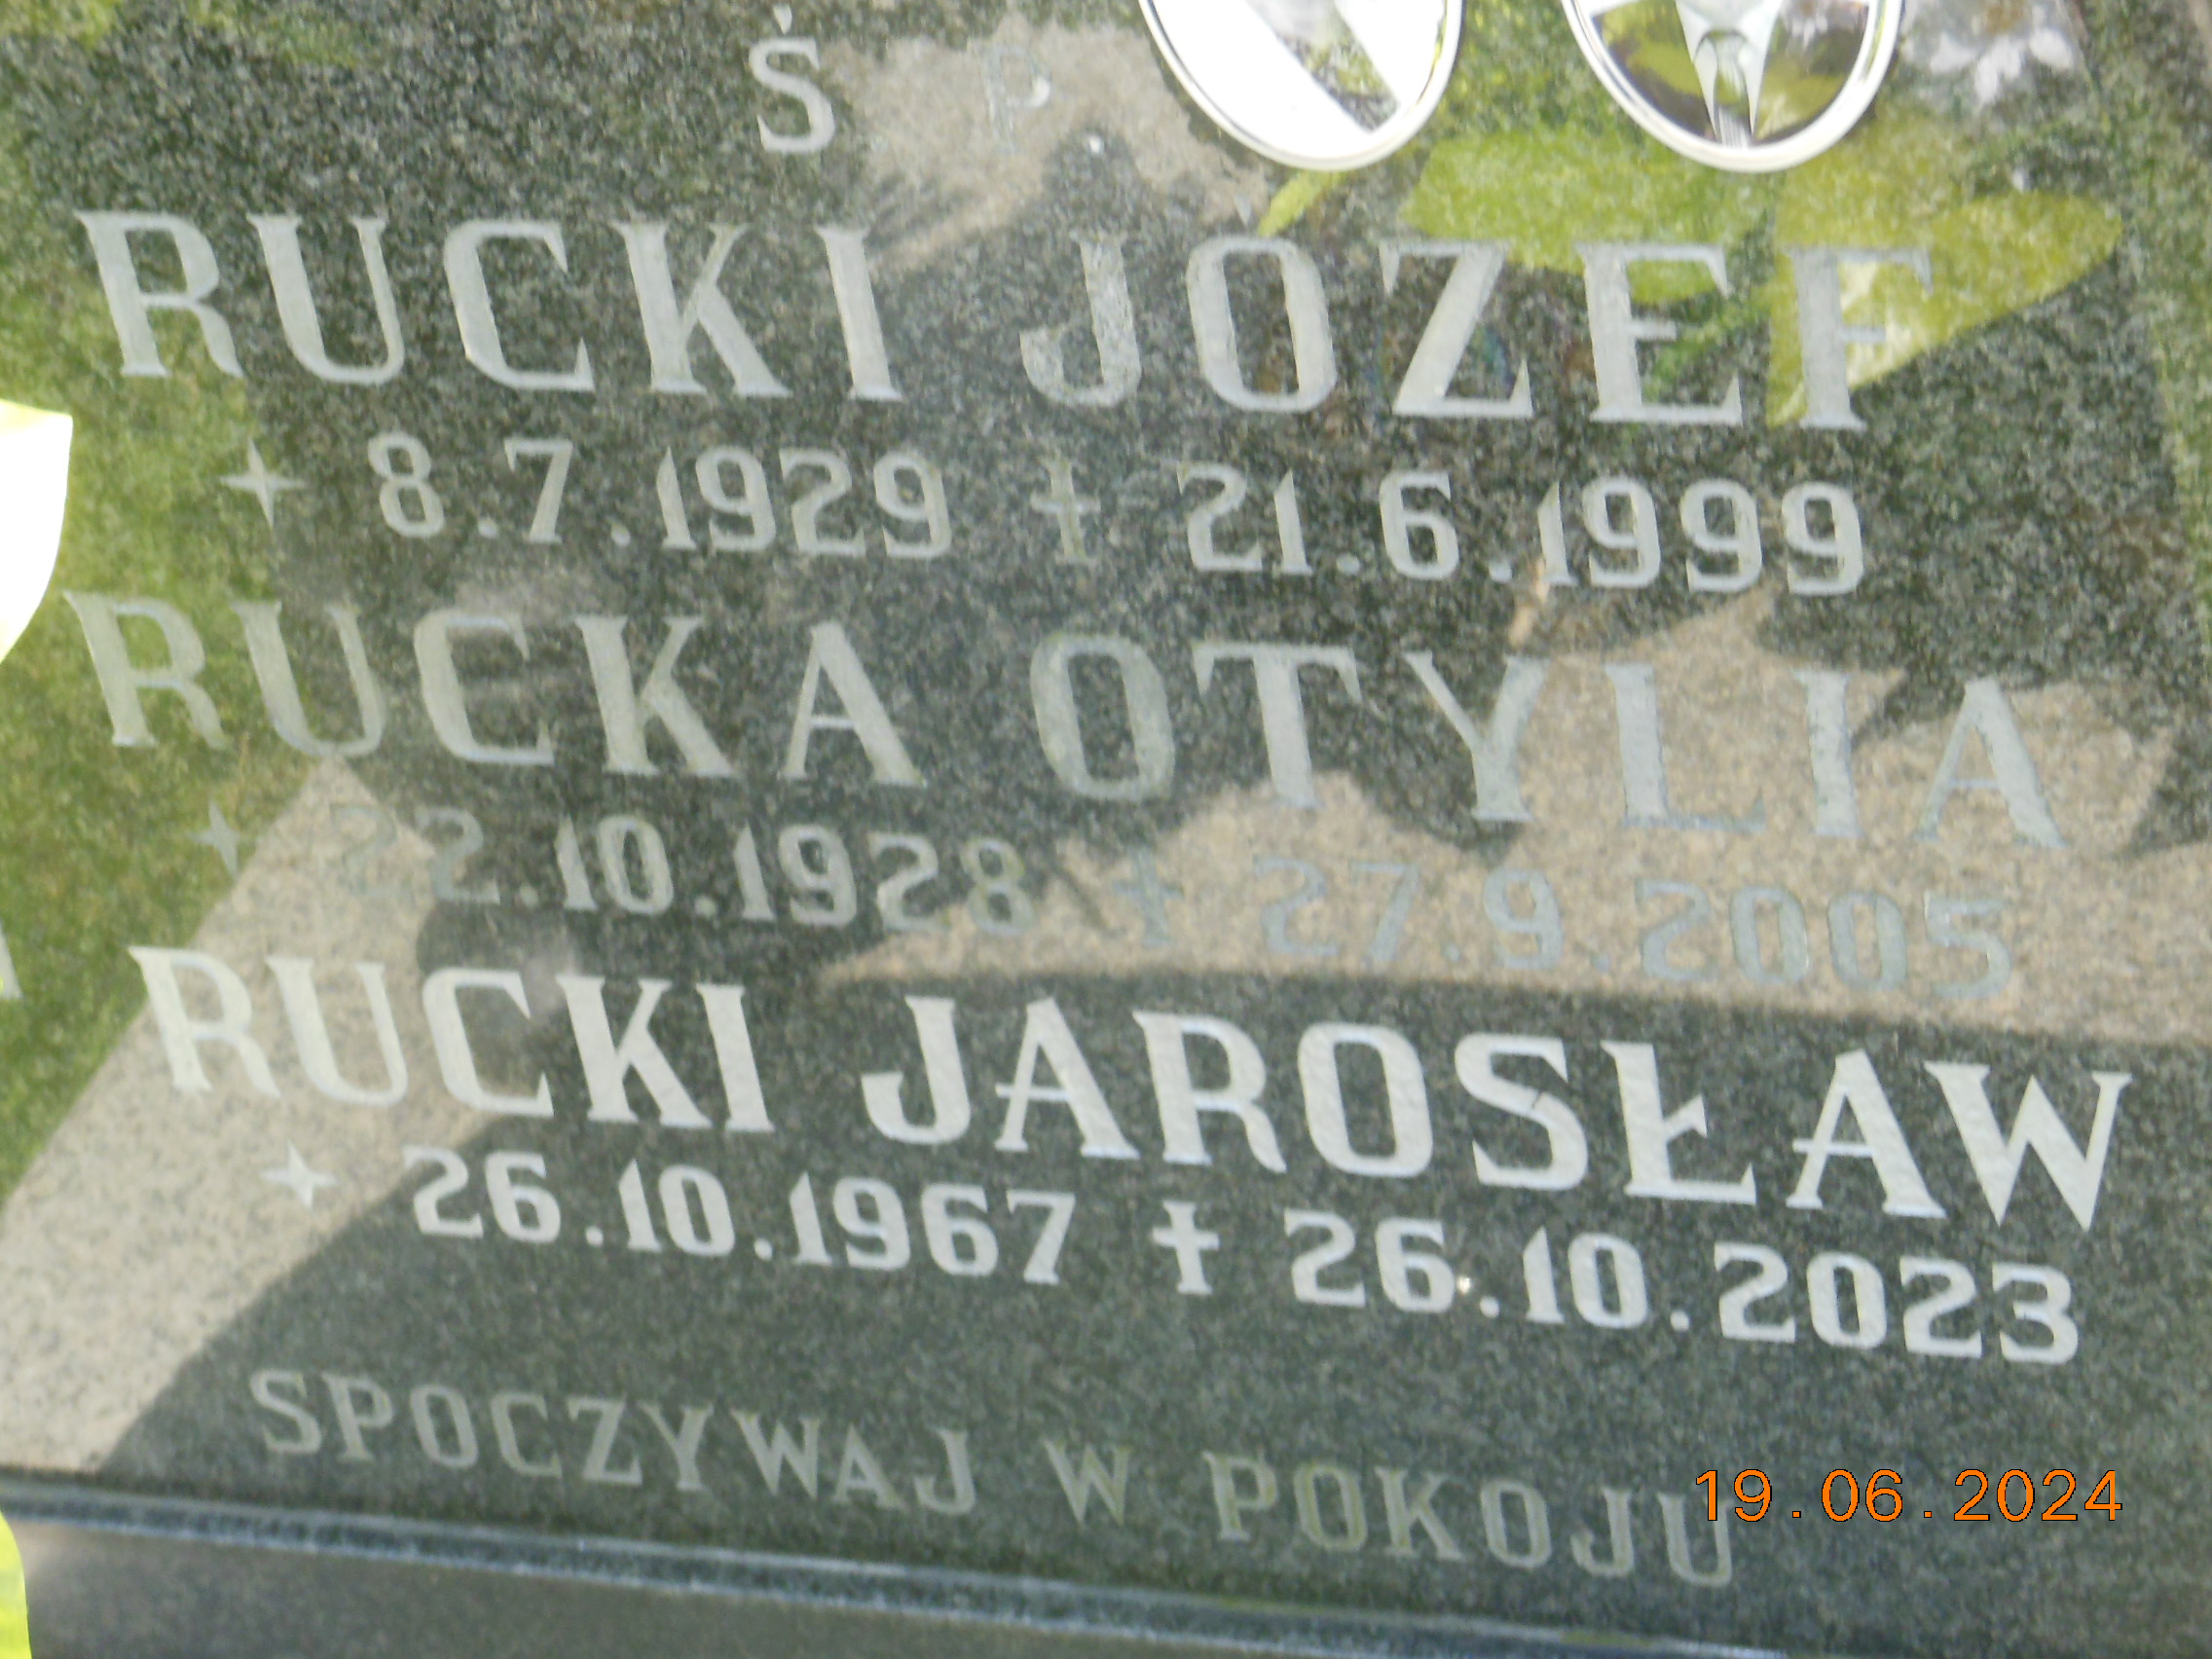 Ś P
RUCKI JÓZEF
8.7.1929 † 21.6.1999
RUCKA OTYLIA
22.10.1928 † 27.9.2005
RUCKI JAROSŁAW
26.10.1967 † 26.10.2023
SPOCZYWAJ W POKOJU
19.06.2024